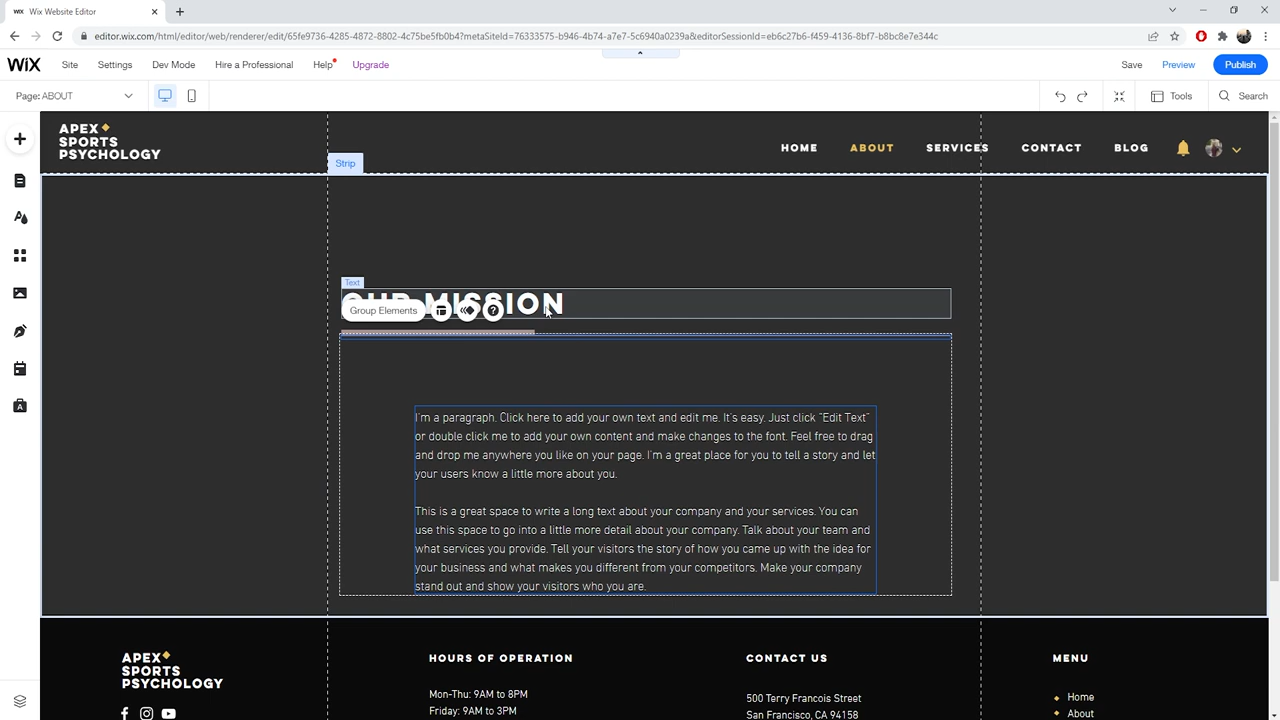 Wix Website Editor
editor.wix.com/html/editor/web/renderer/edit/65fe9736-4285-4872-8802-4c75be5fb0b4?metaSiteId=76333575-b946-4b74-a7e7-5c6940a0239a&editorSessionId=eb6c27b6-f459-4136-8bf7-b8bc8e7e344c
WiX Site Settings Dev Mode Hire a Professional Help Upgrade Save Preview Publish
Page: ABOUT Tools Search
APEX
SPORTS
PSYCHOLOGY
HOME ABOUT SERVICES CONTACT BLOG
Strip
Text
OUR MISSION
Group Elements
I'm a paragraph. Click here to add your own text and edit me. It's easy. Just click "Edit Text"
or double click me to add your own content and make changes to the font. Feel free to drag
and drop me anywhere you like on your page. I'm a great place for you to tell a story and let
your users know a little more about you.
This is a great space to write a long text about your company and your services. You can
use this space to go into a little more detail about your company. Talk about your team and
what services you provide. Tell your visitors the story of how you came up with the idea for
your business and what makes you different from your competitors. Make your company
stand out and show your visitors who you are.
APEX
SPORTS
PSYCHOLOGY
HOURS OF OPERATION
Mon-Thu: 9AM to 8PM
Friday: 9AM to 3PM
CONTACT US
500 Terry Francois Street
San Francisco, CA 94158
MENU
Home
About